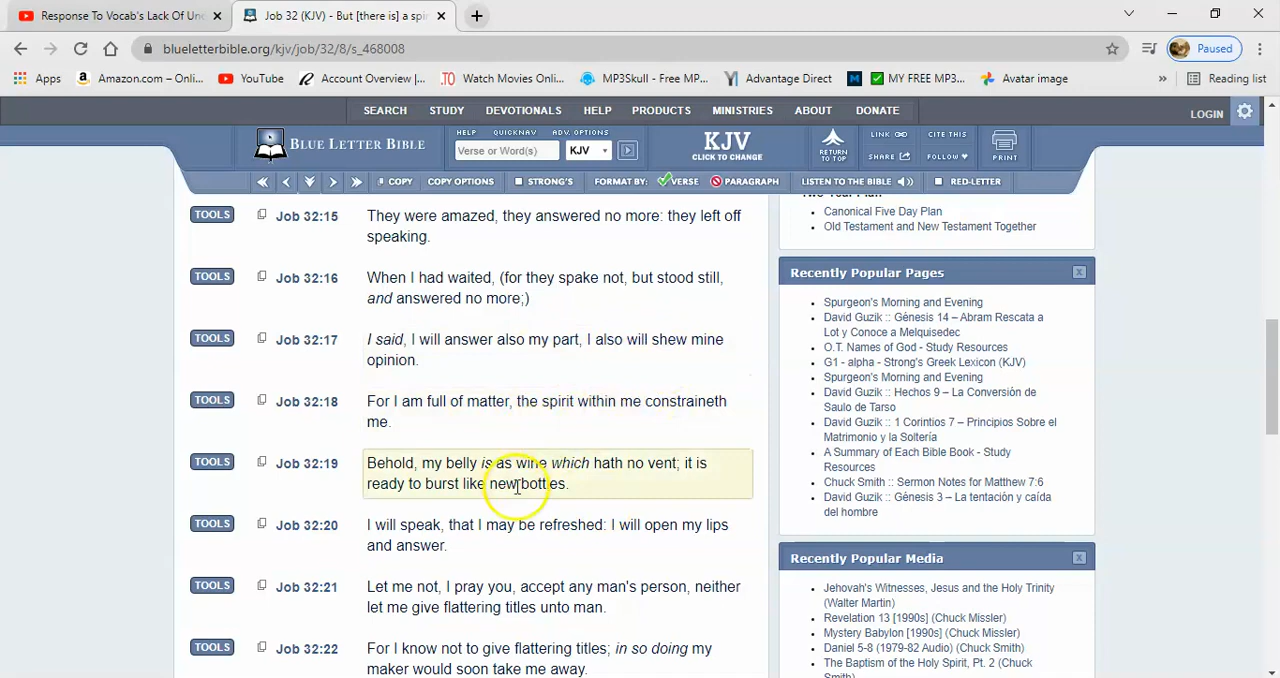 Response To Vocab's Lack Of Un
Job 32 (KJV) - But [there is] a spi
blueletterbible.org/kjv/job/32/8/s_468008
Paused
Apps
Amazon.com – Onli...
YouTube
Account Overview |...
Watch Movies Onli...
MP3Skull - Free MP...
Advantage Direct
MY FREE MP3...
Avatar image
»
Reading list
SEARCH
STUDY
DEVOTIONALS
HELP
PRODUCTS
MINISTRIES
ABOUT
DONATE
LOGIN
BLUE LETTER BIBLE
HELP
QUICKNAV
ADV. OPTIONS
Verse or Word(s)
KJV
KJV
CLICK TO CHANGE
RETURN
TO TOP
LINK
CITE THIS
SHARE
FOLLOW
PRINT
COPY
COPY OPTIONS
STRONG'S
FORMAT BY:
VERSE
PARAGRAPH
LISTEN TO THE BIBLE
RED-LETTER
TOOLS
Job 32:15
They were amazed, they answered no more: they left off
speaking.
TOOLS
Job 32:16
When I had waited, (for they spake not, but stood still,
and answered no more;)
TOOLS
Job 32:17
I said, I will answer also my part, I also will shew mine
opinion.
TOOLS
Job 32:18
For I am full of matter, the spirit within me constraineth
me.
TOOLS
Job 32:19
Behold, my belly is as wine which hath no vent; it is
ready to burst like new bottles.
TOOLS
Job 32:20
I will speak, that I may be refreshed: I will open my lips
and answer.
TOOLS
Job 32:21
Let me not, I pray you, accept any man's person, neither
let me give flattering titles unto man.
TOOLS
Job 32:22
For I know not to give flattering titles; in so doing my
maker would soon take me away.
Canonical Five Day Plan
Old Testament and New Testament Together
Recently Popular Pages
Spurgeon's Morning and Evening
David Guzik :: Génesis 14 – Abram Rescata a
Lot y Conoce a Melquisedec
O.T. Names of God - Study Resources
G1 - alpha - Strong's Greek Lexicon (KJV)
Spurgeon's Morning and Evening
David Guzik :: Hechos 9 – La Conversión de
Saulo de Tarso
David Guzik :: 1 Corintios 7 – Principios Sobre el
Matrimonio y la Soltería
A Summary of Each Bible Book - Study
Resources
Chuck Smith :: Sermon Notes for Matthew 7:6
David Guzik :: Génesis 3 – La tentación y caída
del hombre
Recently Popular Media
Jehovah's Witnesses, Jesus and the Holy Trinity
(Walter Martin)
Revelation 13 [1990s] (Chuck Missler)
Mystery Babylon [1990s] (Chuck Missler)
Daniel 5-8 (1979-82 Audio) (Chuck Smith)
The Baptism of the Holy Spirit, Pt. 2 (Chuck